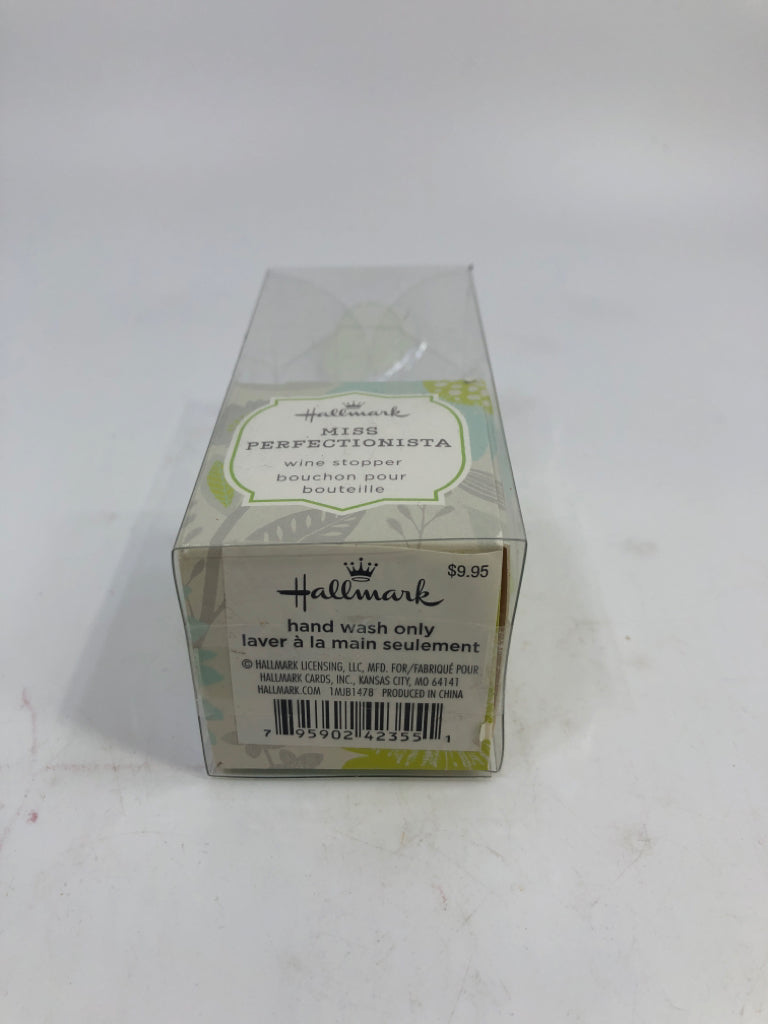 Hallmark
MISS
PERFECTIONISTA
wine stopper
bouchon pour
bouteille
Hallmark
$9.95
hand wash only
laver à la main seulement
© HALLMARK LICENSING, LLC, MFD. FOR/FABRIQUÉ POUR
HALLMARK CARDS, INC., KANSAS CITY, MO 64141
HALLMARK.COM 1MJB1478 PRODUCED IN CHINA
7 95902 42355 1